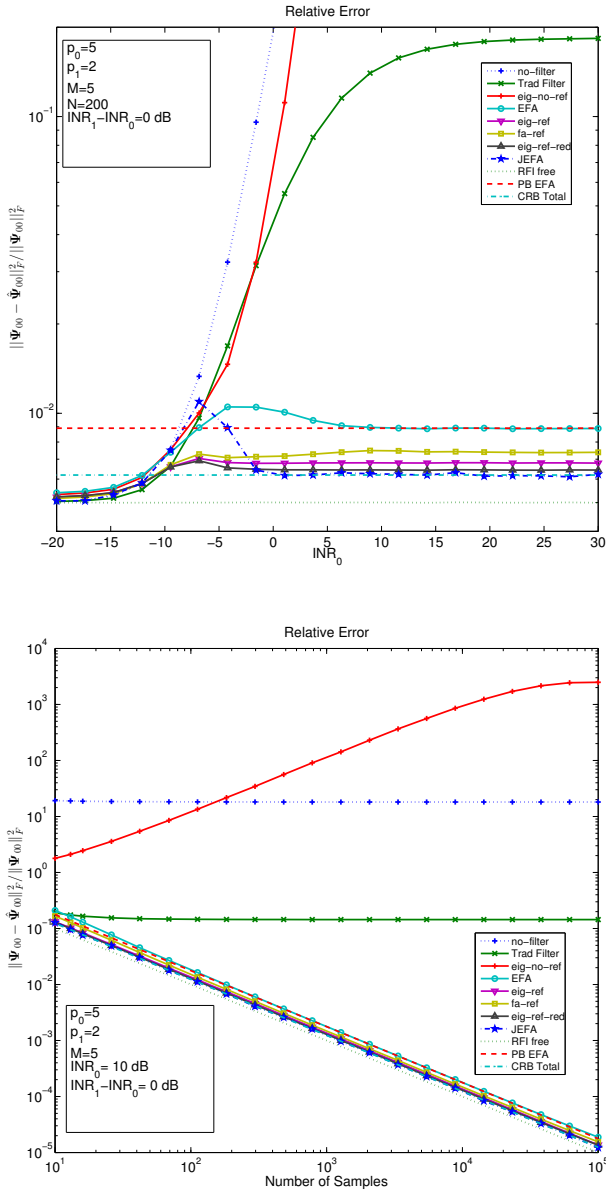 Relative Error
p0=5
p1=2
M=5
N=200
INR1−INR0=0 dB
no−filter
Trad Filter
eig−no−ref
EFA
eig−ref
fa−ref
eig−ref−red
JEFA
RFI free
PB EFA
CRB Total
10^−1
10^−2
||Ψ00 − Ψ̂00||²F / ||Ψ00||²F
−20 −15 −10 −5 0 5 10 15 20 25 30
INR0
Relative Error
10^4
10^3
10^2
10^1
10^0
10^−1
10^−2
10^−3
10^−4
10^−5
||Ψ00 − Ψ̂00||²F / ||Ψ00||²F
no−filter
Trad Filter
eig−no−ref
EFA
eig−ref
fa−ref
eig−ref−red
JEFA
RFI free
PB EFA
CRB Total
p0=5
p1=2
M=5
INR0= 10 dB
INR1−INR0= 0 dB
10^1 10^2 10^3 10^4 10^5
Number of Samples